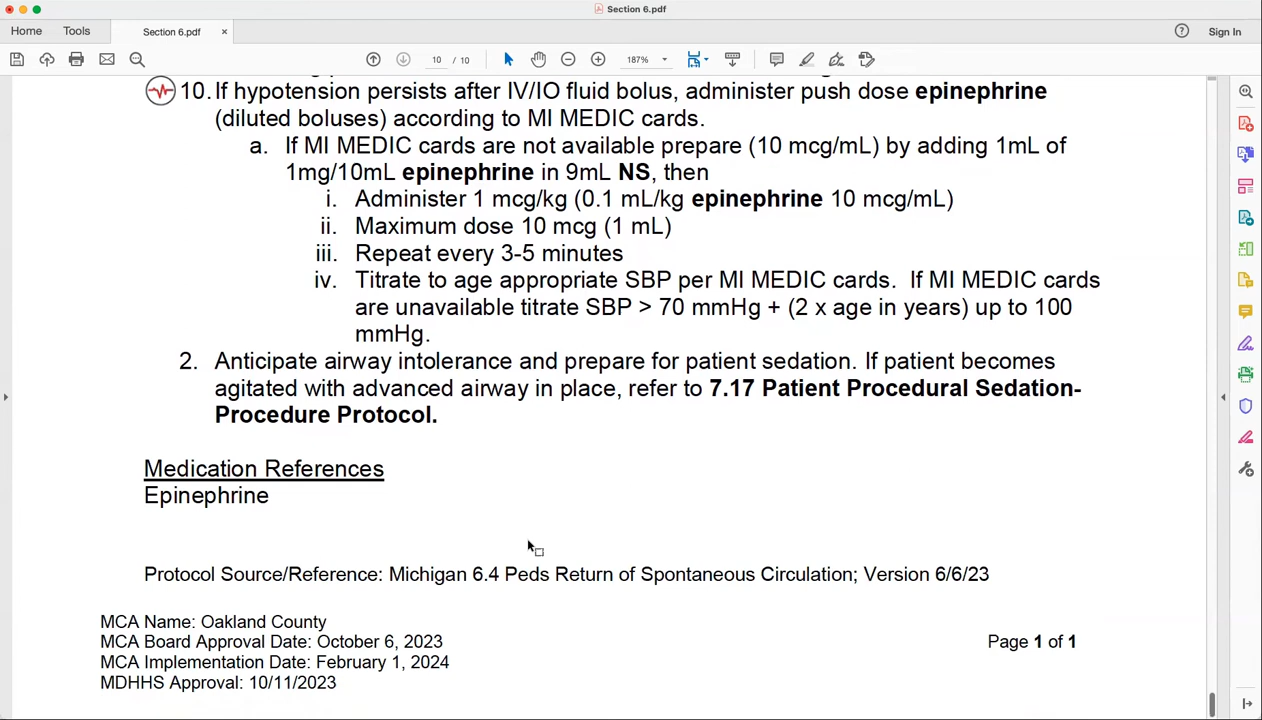 Section 6.pdf
Home Tools Section 6.pdf × Sign In
10 / 10 187%
10. If hypotension persists after IV/IO fluid bolus, administer push dose epinephrine
(diluted boluses) according to MI MEDIC cards.
a. If MI MEDIC cards are not available prepare (10 mcg/mL) by adding 1mL of
1mg/10mL epinephrine in 9mL NS, then
i. Administer 1 mcg/kg (0.1 mL/kg epinephrine 10 mcg/mL)
ii. Maximum dose 10 mcg (1 mL)
iii. Repeat every 3-5 minutes
iv. Titrate to age appropriate SBP per MI MEDIC cards. If MI MEDIC cards
are unavailable titrate SBP > 70 mmHg + (2 x age in years) up to 100
mmHg.
2. Anticipate airway intolerance and prepare for patient sedation. If patient becomes
agitated with advanced airway in place, refer to 7.17 Patient Procedural Sedation-
Procedure Protocol.
Medication References
Epinephrine
Protocol Source/Reference: Michigan 6.4 Peds Return of Spontaneous Circulation; Version 6/6/23
MCA Name: Oakland County
MCA Board Approval Date: October 6, 2023
Page 1 of 1
MCA Implementation Date: February 1, 2024
MDHHS Approval: 10/11/2023